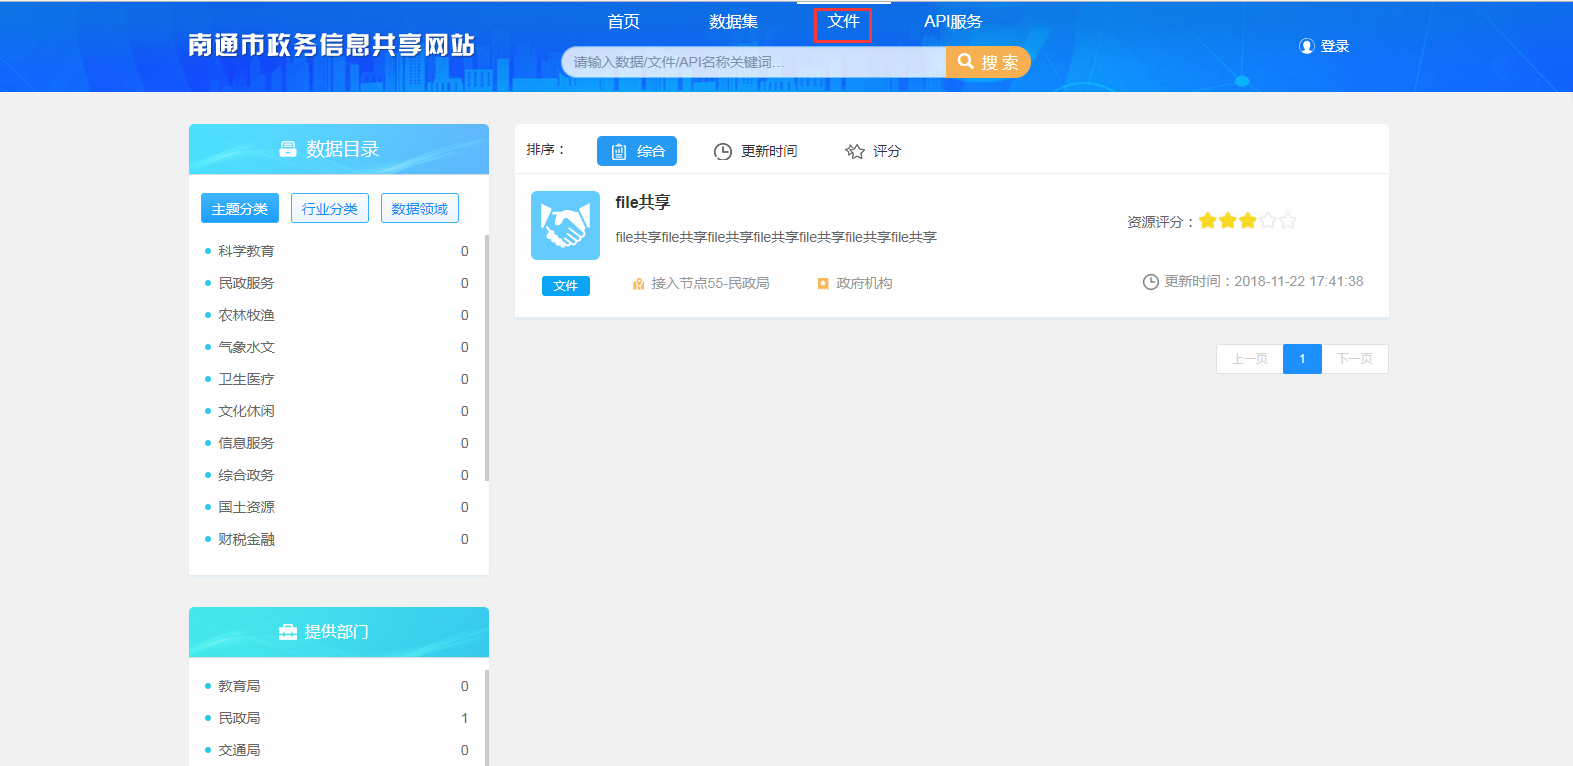 首页 数据集 文件 API服务
南通市政务信息共享网站
登录
请输入数据/文件/API名称关键词... 搜 索
数据目录
主题分类 行业分类 数据领域
科学教育 0
民政服务 0
农林牧渔 0
气象水文 0
卫生医疗 0
文化休闲 0
信息服务 0
综合政务 0
国土资源 0
财税金融 0
提供部门
教育局 0
民政局 1
交通局 0
排序： 综合 更新时间 评分
file共享
资源评分：
file共享file共享file共享file共享file共享file共享file共享
文件 接入节点55-民政局 政府机构 更新时间：2018-11-22 17:41:38
上一页 1 下一页